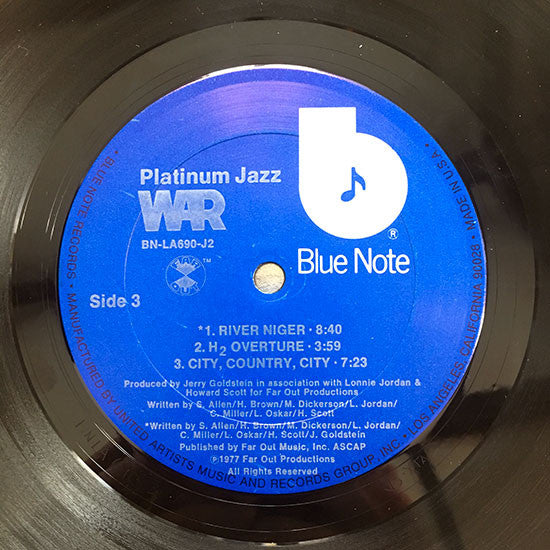 Platinum Jazz
WAR
BN-LA690-J2
FAR
OUT
Blue Note
®
Side 3
*1. RIVER NIGER · 8:40
2. H2 OVERTURE · 3:59
3. CITY, COUNTRY, CITY · 7:23
Produced by Jerry Goldstein in association with Lonnie Jordan &
Howard Scott for Far Out Productions
Written by S. Allen/H. Brown/M. Dickerson/L. Jordan/
C. Miller/L. Oskar/H. Scott
*Written by S. Allen/H. Brown/M. Dickerson/L. Jordan/
C. Miller/L. Oskar/H. Scott/J. Goldstein
Published by Far Out Music, Inc. ASCAP
℗1977 Far Out Productions
All Rights Reserved
• BLUE NOTE RECORDS • MANUFACTURED BY UNITED ARTISTS MUSIC AND RECORDS GROUP, INC. • LOS ANGELES, CALIFORNIA 90028 • MADE IN U.S.A.